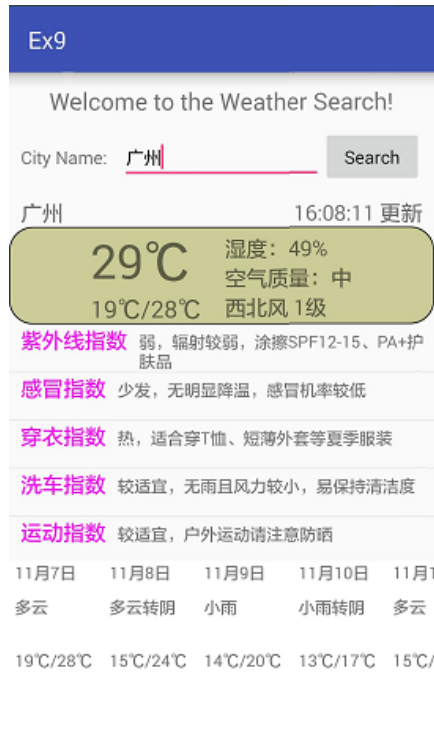 Ex9
Welcome to the Weather Search!
City Name: 广州 Search
广州 16:08:11 更新
29℃ 湿度：49%
空气质量：中
19℃/28℃ 西北风 1级
紫外线指数 弱，辐射较弱，涂擦SPF12-15、PA+护
肤品
感冒指数 少发，无明显降温，感冒机率较低
穿衣指数 热，适合穿T恤、短薄外套等夏季服装
洗车指数 较适宜，无雨且风力较小，易保持清洁度
运动指数 较适宜，户外运动请注意防晒
11月7日 11月8日 11月9日 11月10日 11月1
多云 多云转阴 小雨 小雨转阴 多云
19℃/28℃ 15℃/24℃ 14℃/20℃ 13℃/17℃ 15℃/